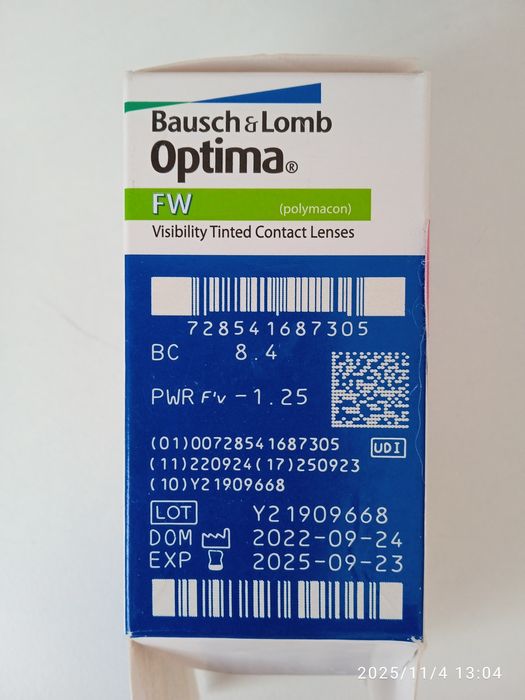 Bausch & Lomb
Optima®
FW (polymacon)
Visibility Tinted Contact Lenses
728541687305
BC 8.4
PWR F'v -1.25
(01)00728541687305 UDI
(11)220924(17)250923
(10)Y21909668
LOT Y21909668
DOM 2022-09-24
EXP 2025-09-23
2025/11/4 13:04